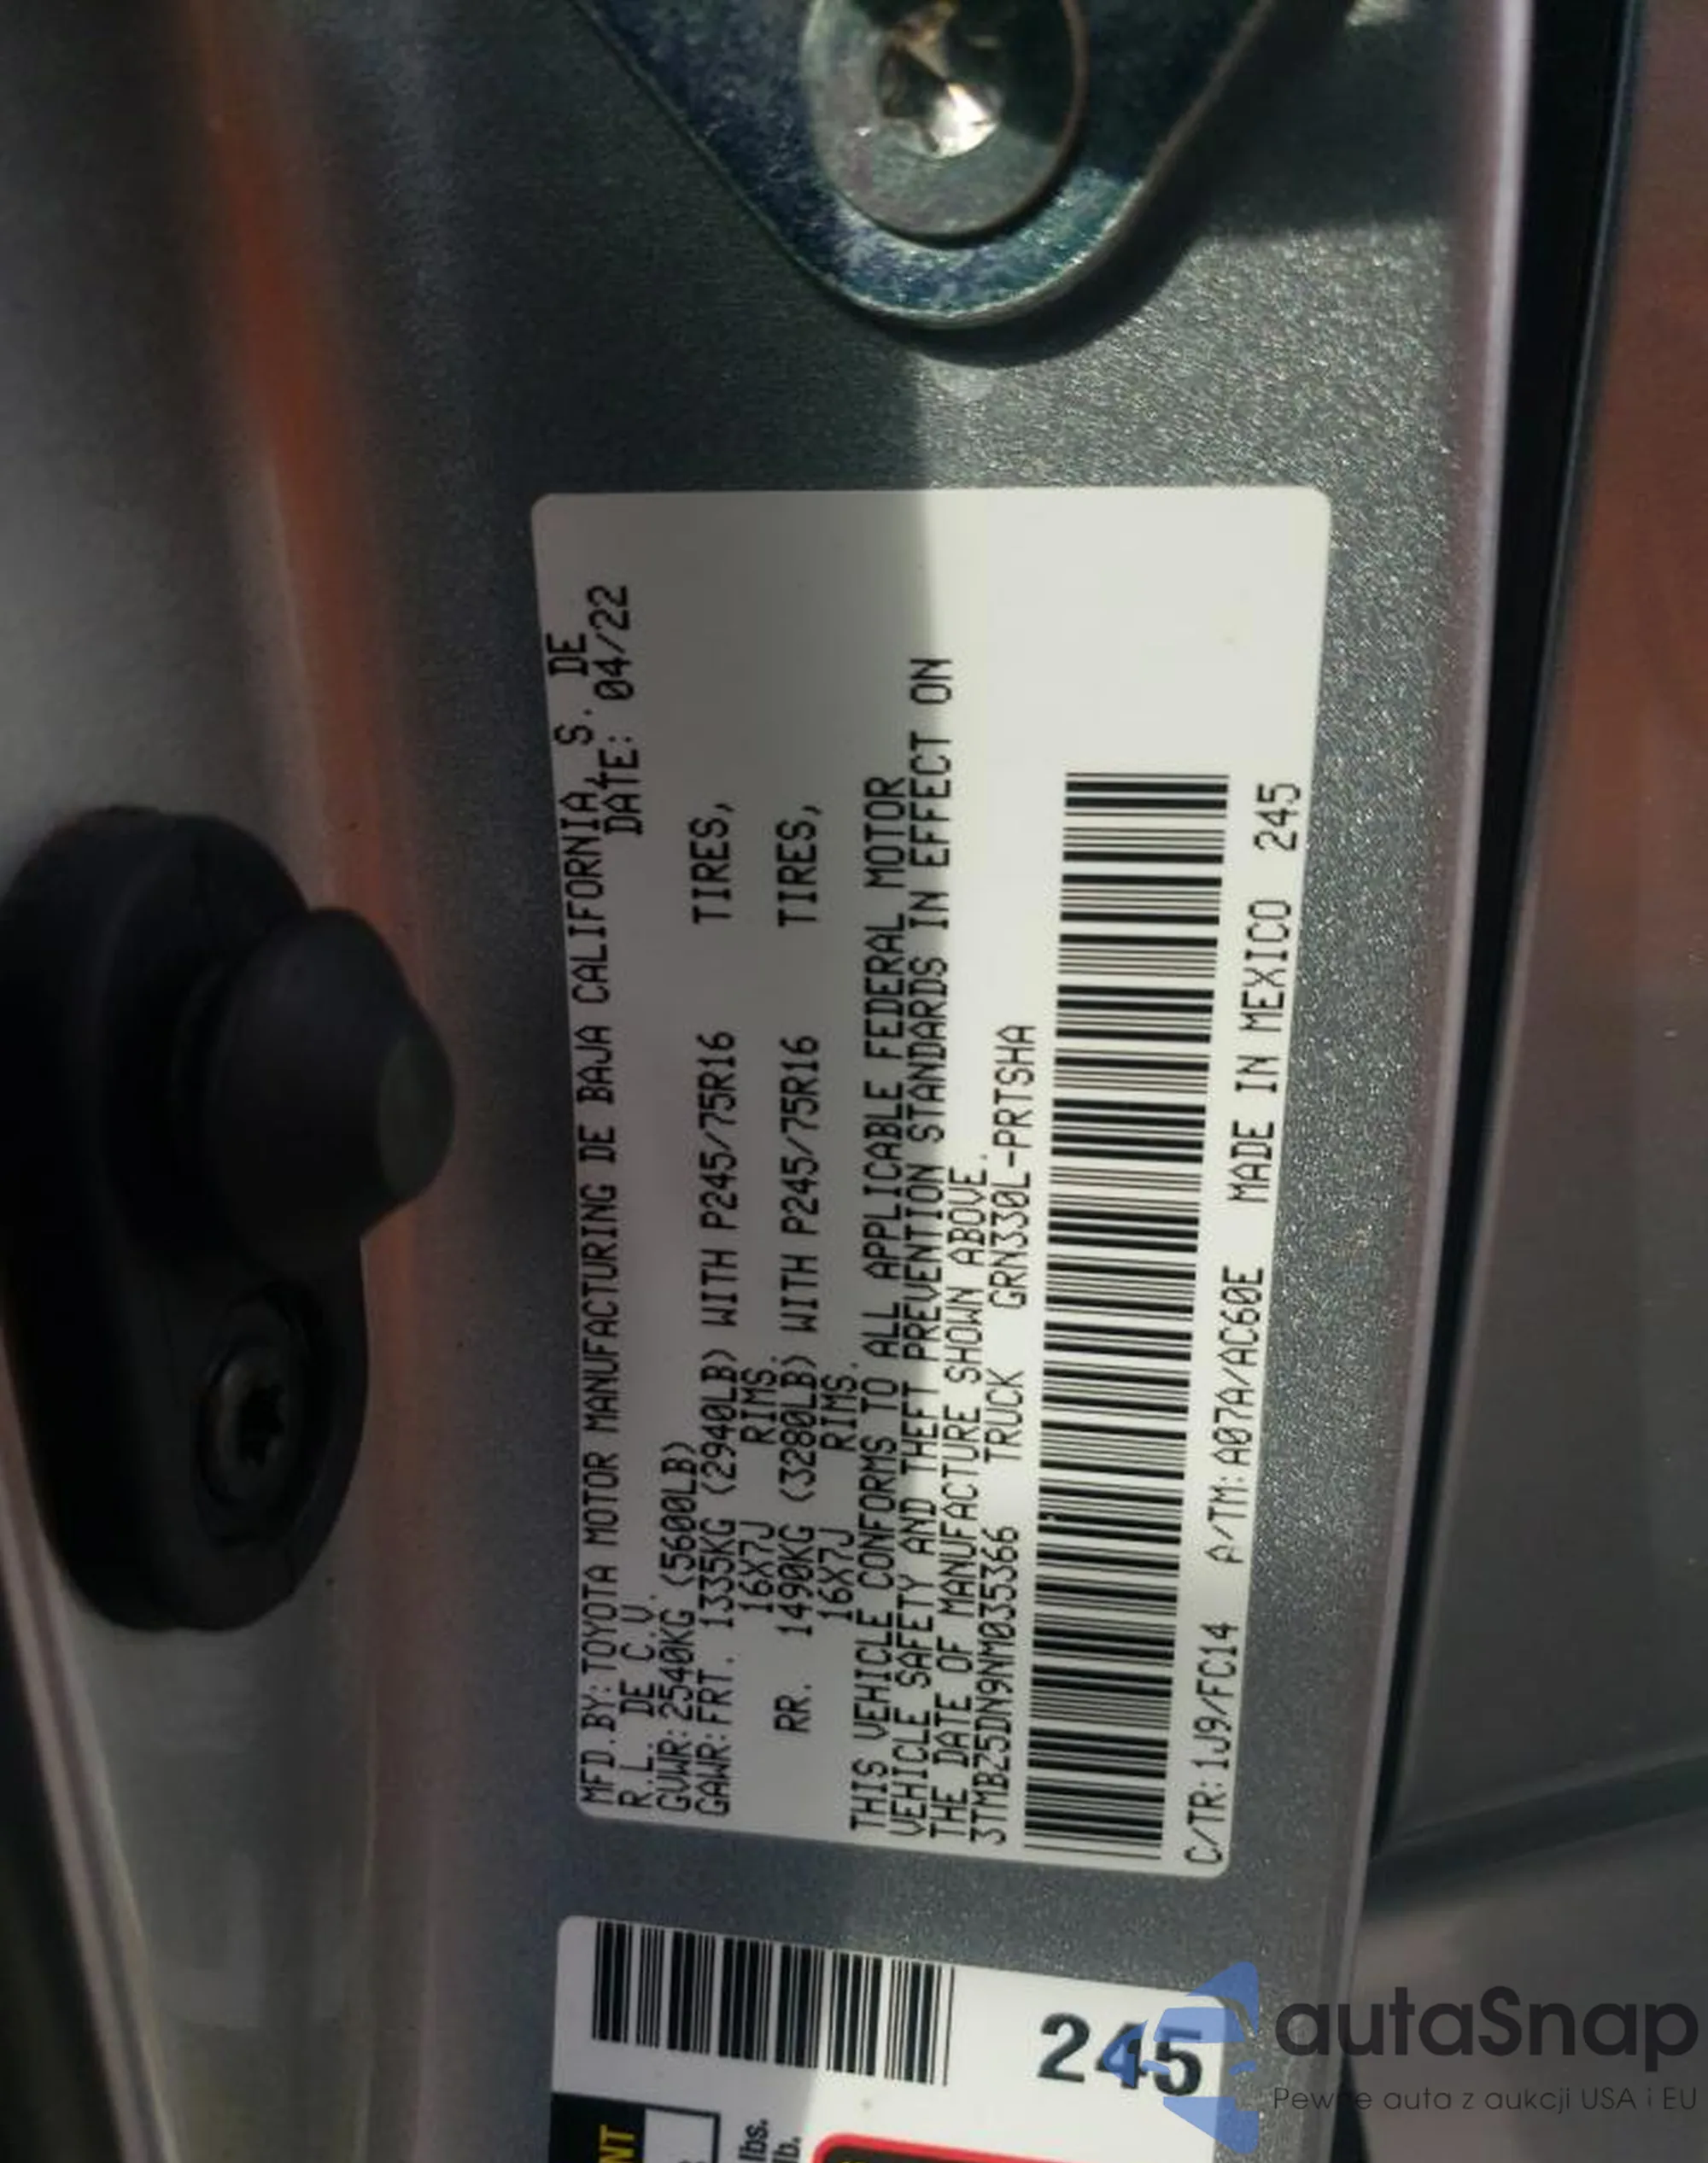 MFD.BY:TOYOTA MOTOR MANUFACTURING DE BAJA CALIFORNIA, S. DE
R.L. DE C.V. DATE: 04/22
GVWR:2540KG (5600LB)
GAWR:FRT. 1335KG (2940LB) WITH P245/75R16 TIRES,
16X7J RIMS.
RR. 1490KG (3280LB) WITH P245/75R16 TIRES,
16X7J RIMS.
THIS VEHICLE CONFORMS TO ALL APPLICABLE FEDERAL MOTOR
VEHICLE SAFETY AND THEFT PREVENTION STANDARDS IN EFFECT ON
THE DATE OF MANUFACTURE SHOWN ABOVE.
3TMBZ5DN9NM035366 TRUCK GRN330L-PRTSHA
C/TR:1J9/FC14 A/TM:A07A/AC60E MADE IN MEXICO 245
245
lbs.
lb.
NT
autaSnap
Pewne auta z aukcji USA i EU